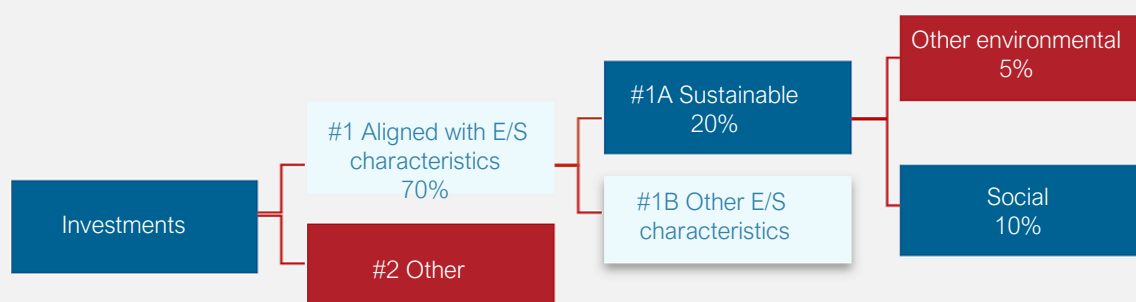 Investments
#1 Aligned with E/S
characteristics
70%
#2 Other
#1A Sustainable
20%
#1B Other E/S
characteristics
Other environmental
5%
Social
10%